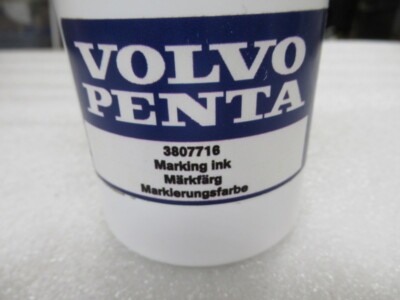 VOLVO
PENTA
3807716
Marking ink
Märkfärg
Markierungsfarbe